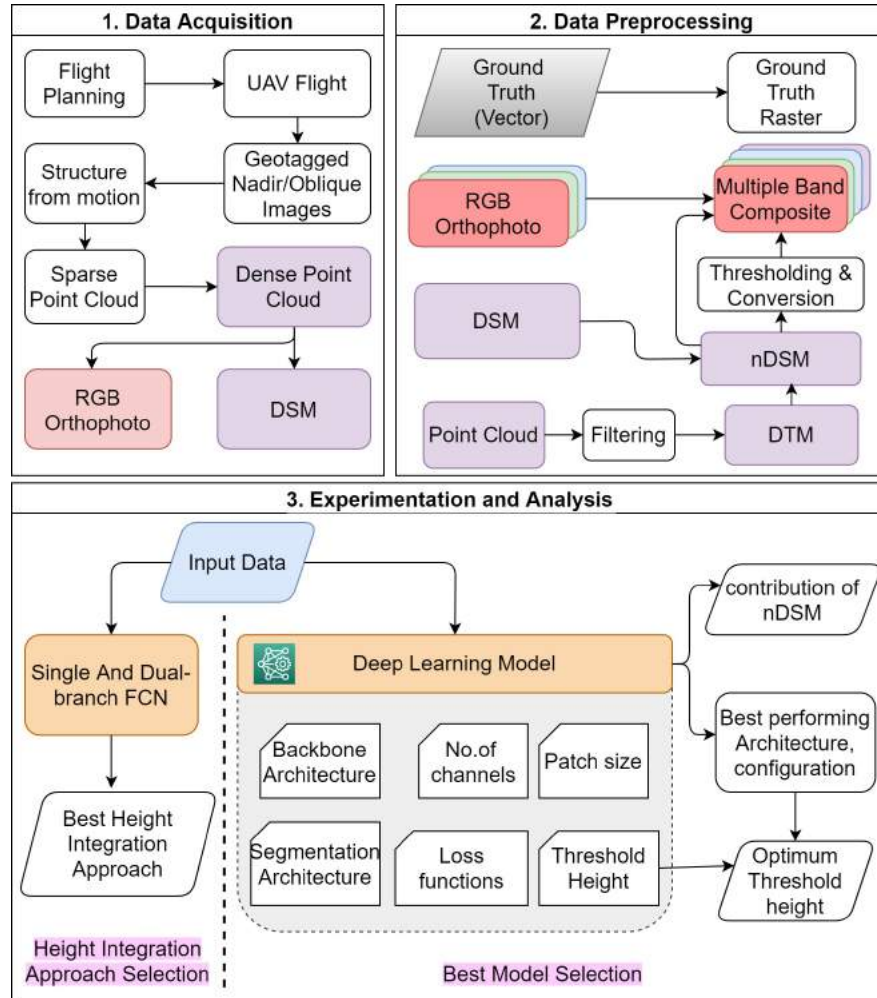 1. Data Acquisition
Flight
Planning
UAV Flight
Structure
from motion
Geotagged
Nadir/Oblique
Images
Sparse
Point Cloud
Dense Point
Cloud
RGB
Orthophoto
DSM
2. Data Preprocessing
Ground
Truth
(Vector)
Ground
Truth
Raster
RGB
Orthophoto
Multiple Band
Composite
Thresholding &
Conversion
DSM
nDSM
Point Cloud
Filtering
DTM
3. Experimentation and Analysis
Input Data
contribution of
nDSM
Single And Dual-
branch FCN
Deep Learning Model
Best performing
Architecture,
configuration
Backbone
Architecture
No.of
channels
Patch size
Best Height
Integration
Approach
Segmentation
Architecture
Loss
functions
Threshold
Height
Optimum
Threshold
height
Height Integration
Approach Selection
Best Model Selection